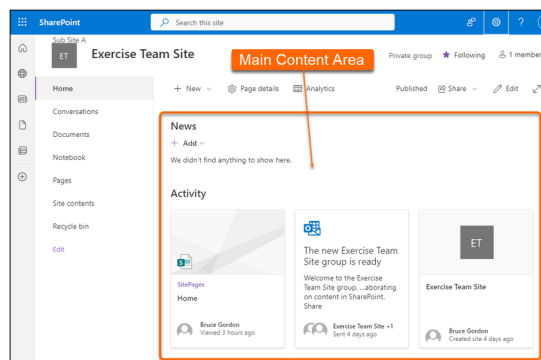 SharePoint
Search this site
?
Sub Site A
ET
Exercise Team Site
Main Content Area
Private group
Following
1 member
Home
New
Page details
Analytics
Published
Share
Edit
Conversations
Documents
Notebook
Pages
Site contents
Recycle bin
Edit
News
+ Add
We didn't find anything to show here.
Activity
SitePages
Home
Bruce Gordon
Viewed 3 hours ago
The new Exercise Team
Site group is ready
Welcome to the Exercise
Team Site group. ...aborating
on content in SharePoint.
Share
Exercise Team Site +1
Sent 4 days ago
ET
Exercise Team Site
Bruce Gordon
Created site 4 days ago